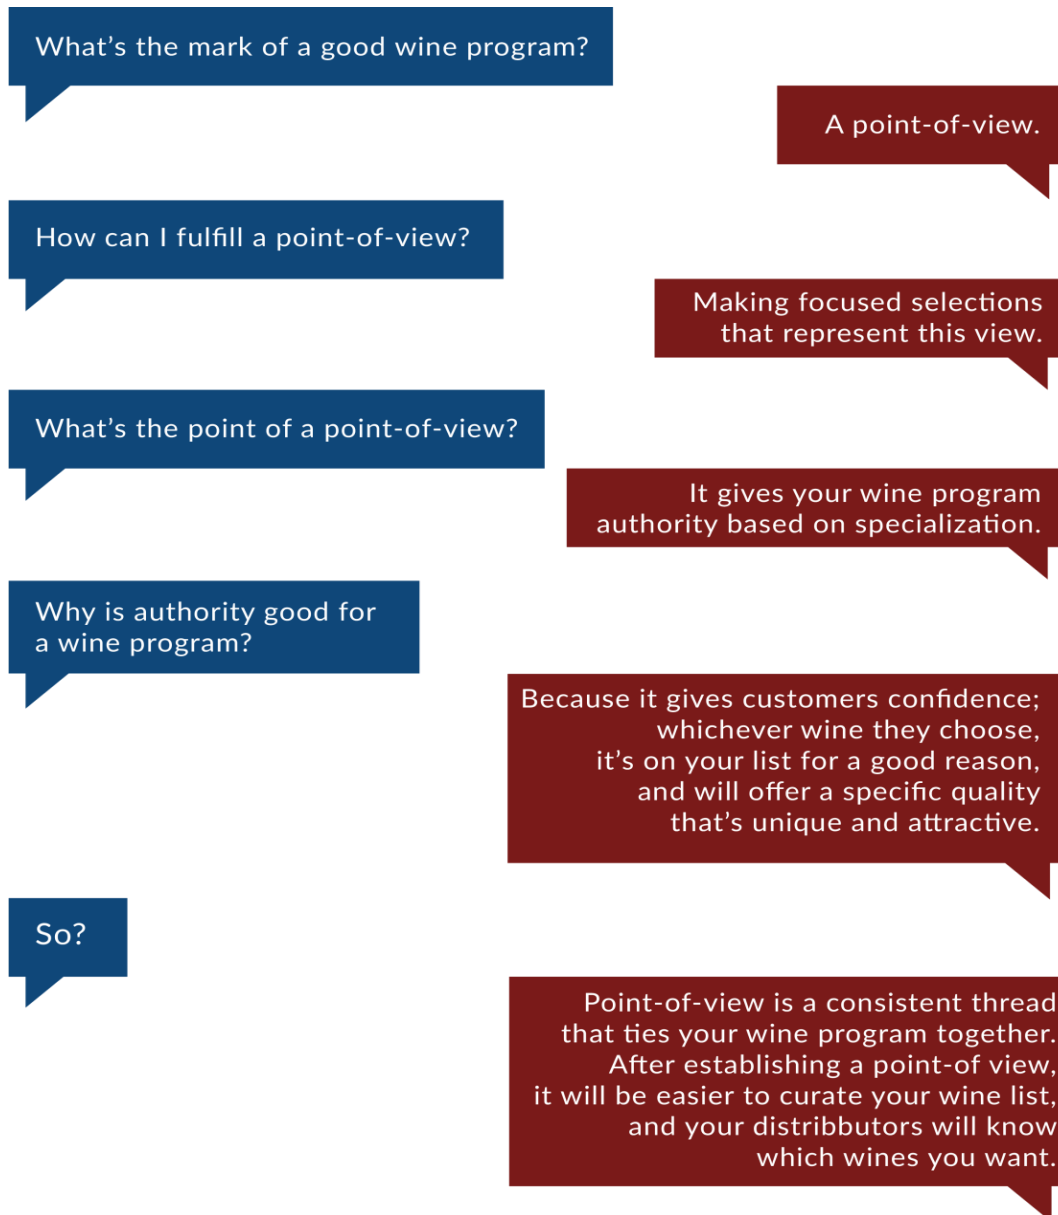 What’s the mark of a good wine program?
A point-of-view.
How can I fulfill a point-of-view?
Making focused selections
that represent this view.
What’s the point of a point-of-view?
It gives your wine program
authority based on specialization.
Why is authority good for
a wine program?
Because it gives customers confidence;
whichever wine they choose,
it’s on your list for a good reason,
and will offer a specific quality
that’s unique and attractive.
So?
Point-of-view is a consistent thread
that ties your wine program together.
After establishing a point-of view,
it will be easier to curate your wine list,
and your distribbutors will know
which wines you want.